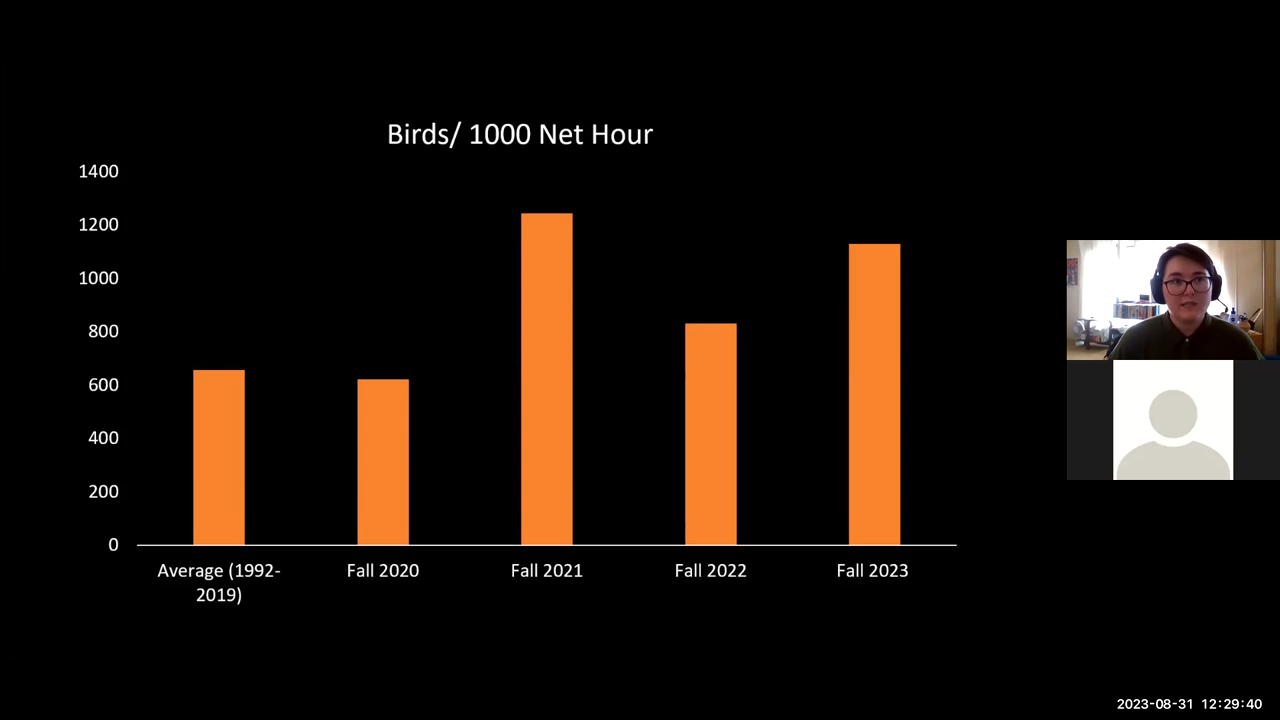 Birds/ 1000 Net Hour
1400
1200
1000
800
600
400
200
0
Average (1992-
2019)
Fall 2020
Fall 2021
Fall 2022
Fall 2023
2023-08-31 12:29:40